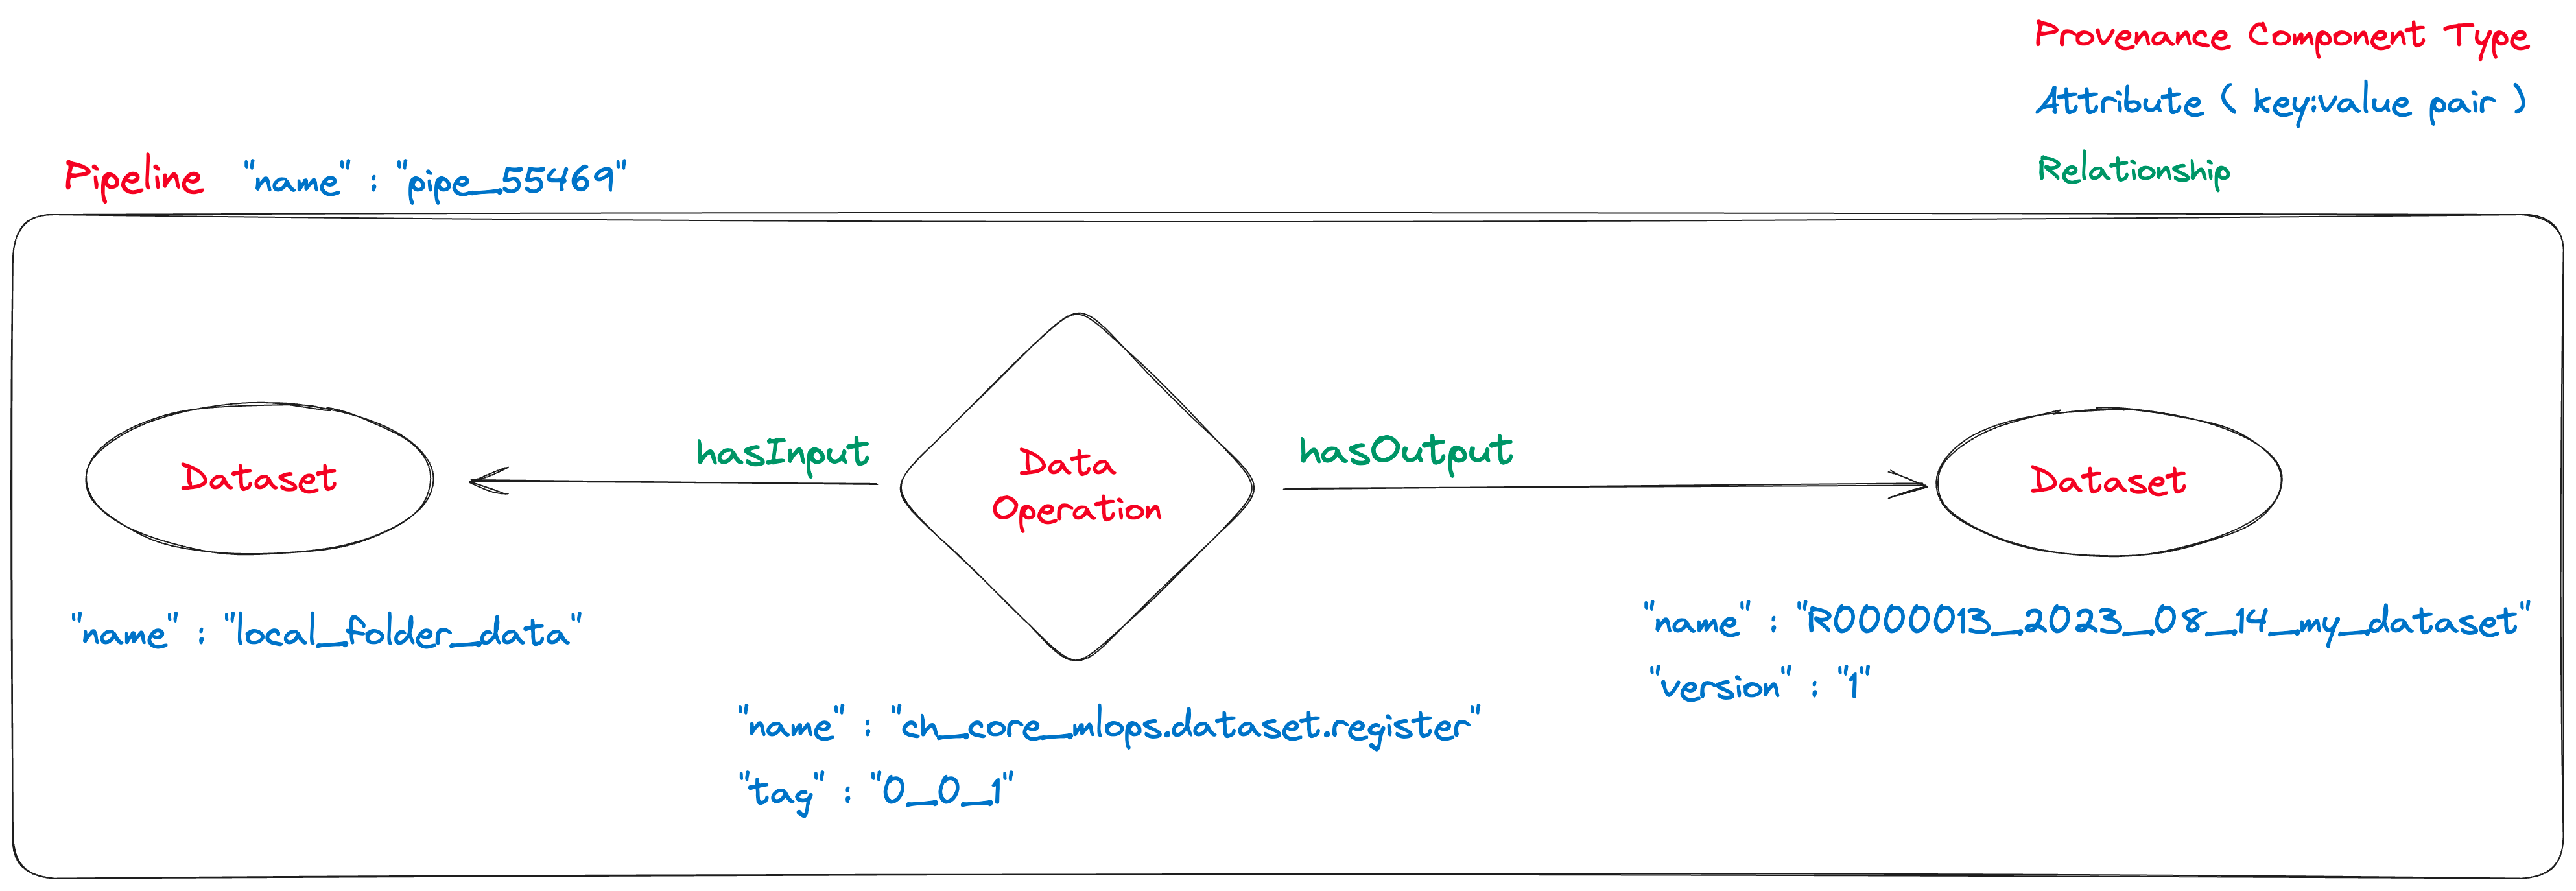 Provenance Component Type
Attribute ( key:value pair )
Relationship
Pipeline "name" : "pipe_55469"
hasInput
hasOutput
Dataset
Data
Operation
Dataset
"name" : "local_folder_data"
"name" : "ch_core_mlops.dataset.register"
"tag" : "0_0_1"
"name" : "R0000013_2023_08_14_my_dataset"
"version" : "1"